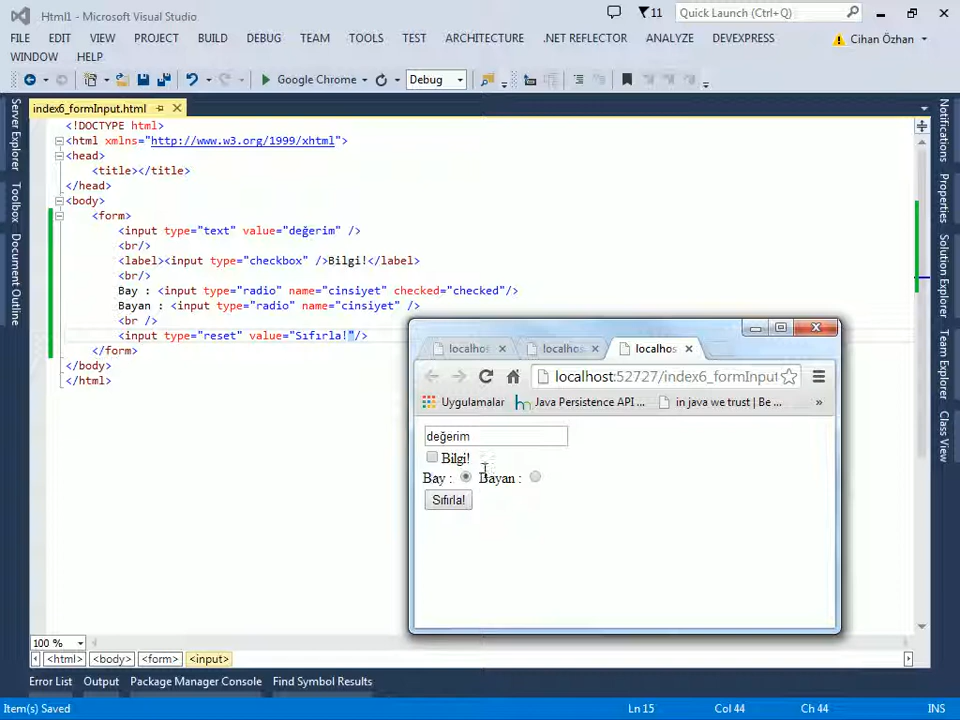 Html1 - Microsoft Visual Studio
11
Quick Launch (Ctrl+Q)
FILE EDIT VIEW PROJECT BUILD DEBUG TEAM TOOLS TEST ARCHITECTURE .NET REFLECTOR ANALYZE DEVEXPRESS
Cihan Özhan
WINDOW HELP
Google Chrome
Debug
index6_formInput.html
Server Explorer
Toolbox
Document Outline
<!DOCTYPE html>
<html xmlns="http://www.w3.org/1999/xhtml">
<head>
<title></title>
</head>
<body>
<form>
<input type="text" value="değerim" />
<br/>
<label><input type="checkbox" />Bilgi!</label>
<br/>
Bay : <input type="radio" name="cinsiyet" checked="checked"/>
Bayan : <input type="radio" name="cinsiyet" />
<br />
<input type="reset" value="Sıfırla!"/>
</form>
</body>
</html>
localhos
localhos
localhos
localhost:52727/index6_formInput
Uygulamalar
Java Persistence API ...
in java we trust | Be ...
»
değerim
Bilgi!
Bay : Bayan :
Sıfırla!
Notifications
Properties
Solution Explorer
Team Explorer
Class View
100 %
<html> <body> <form> <input>
Error List Output Package Manager Console Find Symbol Results
Item(s) Saved
Ln 15
Col 44
Ch 44
INS